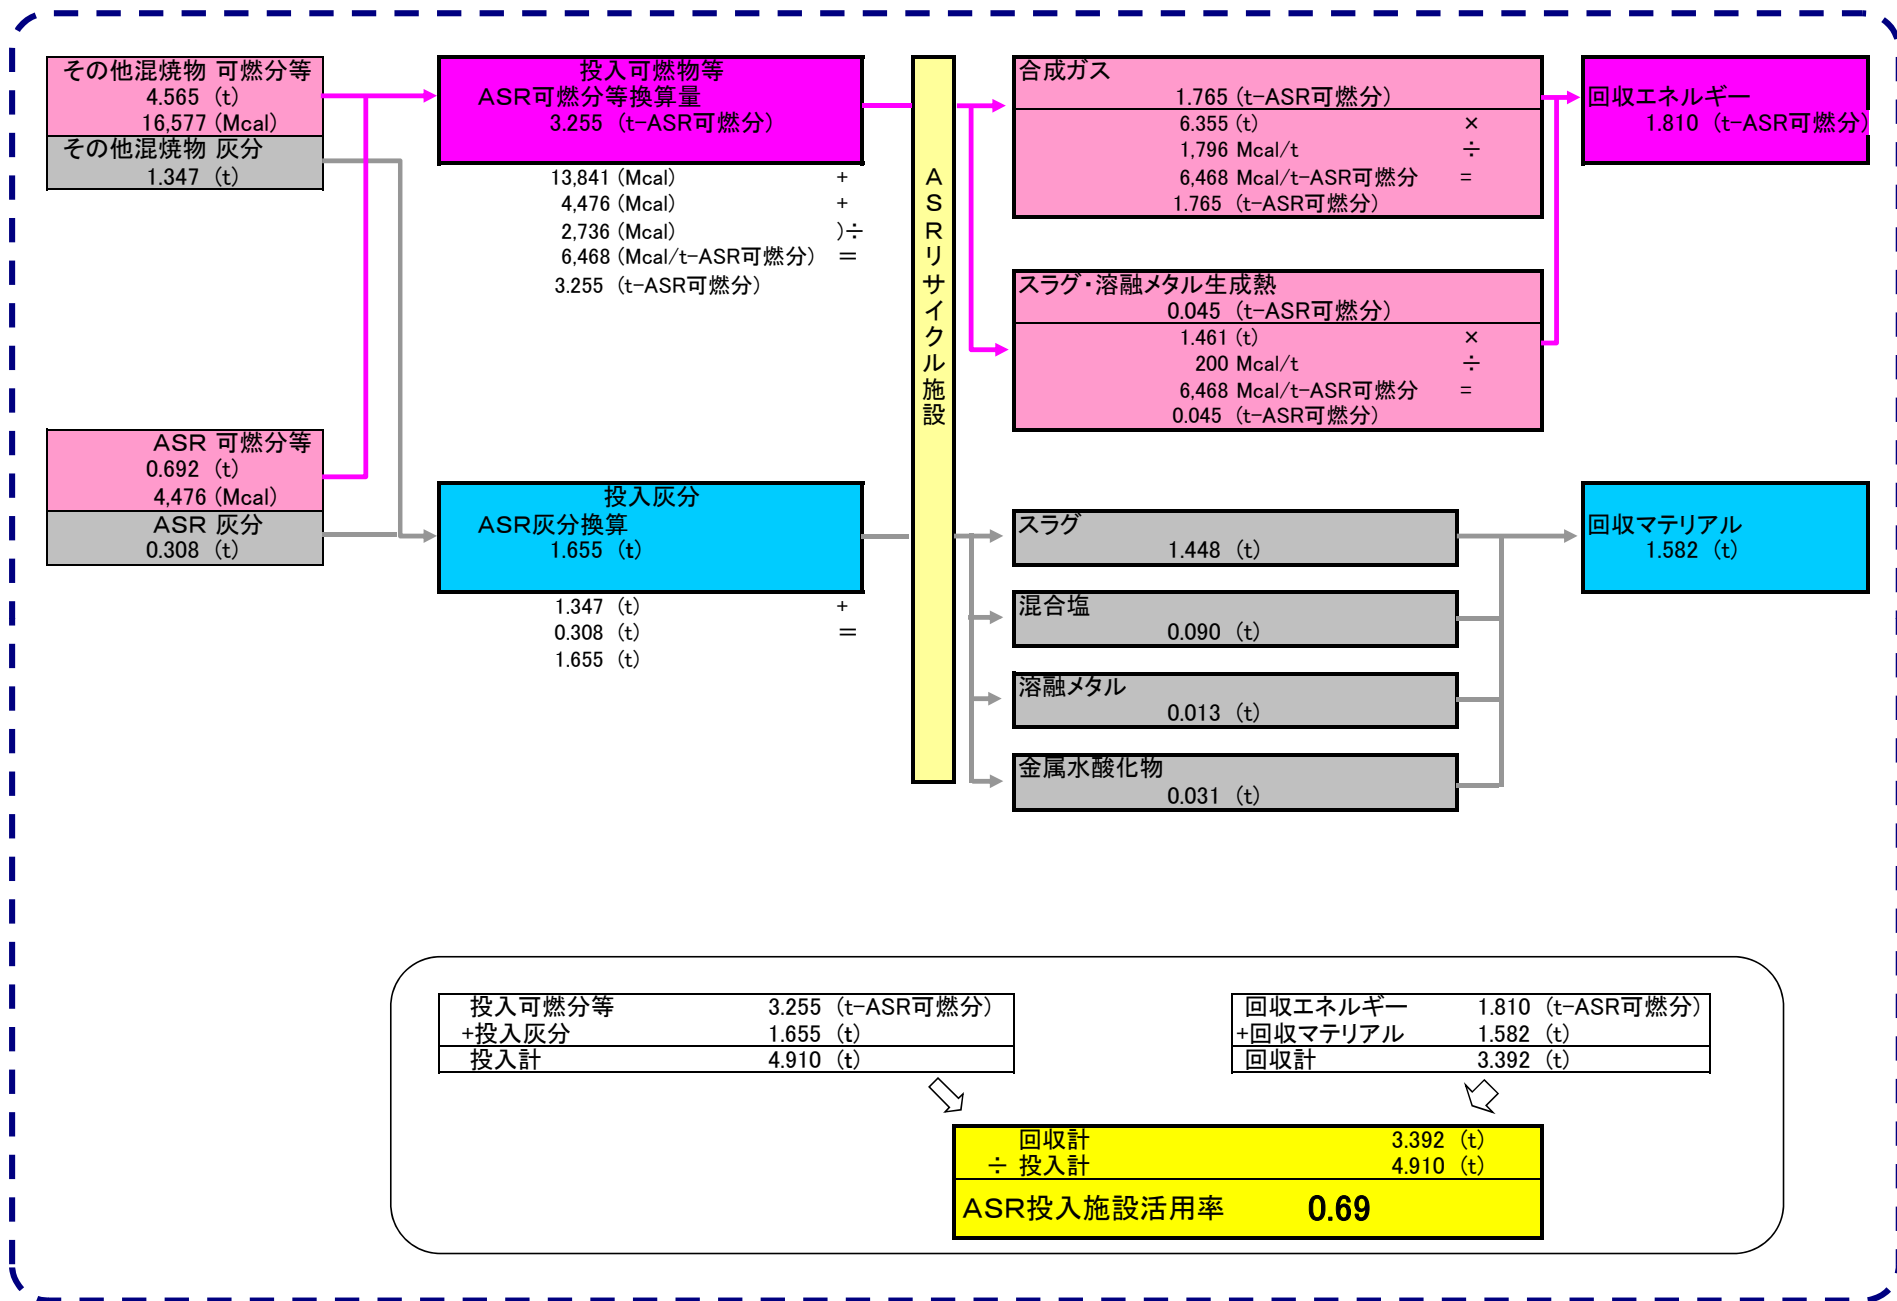 その他混焼物 可燃分等
4.565 (t)
16,577 (Mcal)
その他混焼物 灰分
1.347 (t)
ASR 可燃分等
0.692 (t)
4,476 (Mcal)
ASR 灰分
0.308 (t)
投入可燃物等
ASR可燃分等換算量
3.255 (t-ASR可燃分)
13,841 (Mcal) +
4,476 (Mcal) +
2,736 (Mcal) )÷
6,468 (Mcal/t-ASR可燃分) =
3.255 (t-ASR可燃分)
投入灰分
ASR灰分換算
1.655 (t)
1.347 (t) +
0.308 (t) =
1.655 (t)
ASRリサイクル施設
合成ガス
1.765 (t-ASR可燃分)
6.355 (t) ×
1,796 Mcal/t ÷
6,468 Mcal/t-ASR可燃分 =
1.765 (t-ASR可燃分)
スラグ・溶融メタル生成熱
0.045 (t-ASR可燃分)
1.461 (t) ×
200 Mcal/t ÷
6,468 Mcal/t-ASR可燃分 =
0.045 (t-ASR可燃分)
スラグ
1.448 (t)
混合塩
0.090 (t)
溶融メタル
0.013 (t)
金属水酸化物
0.031 (t)
回収エネルギー
1.810 (t-ASR可燃分)
回収マテリアル
1.582 (t)
投入可燃分等 3.255 (t-ASR可燃分)
+投入灰分 1.655 (t)
投入計 4.910 (t)
回収エネルギー 1.810 (t-ASR可燃分)
+回収マテリアル 1.582 (t)
回収計 3.392 (t)
回収計 3.392 (t)
÷ 投入計 4.910 (t)
ASR投入施設活用率 0.69